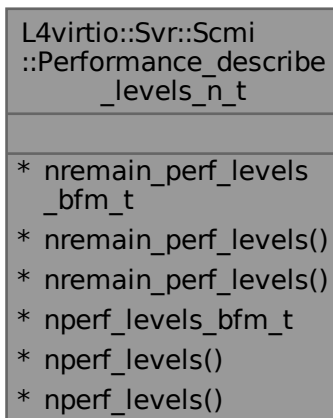 L4virtio::Svr::Scmi
::Performance_describe
_levels_n_t
* nremain_perf_levels
_bfm_t
* nremain_perf_levels()
* nremain_perf_levels()
* nperf_levels_bfm_t
* nperf_levels()
* nperf_levels()